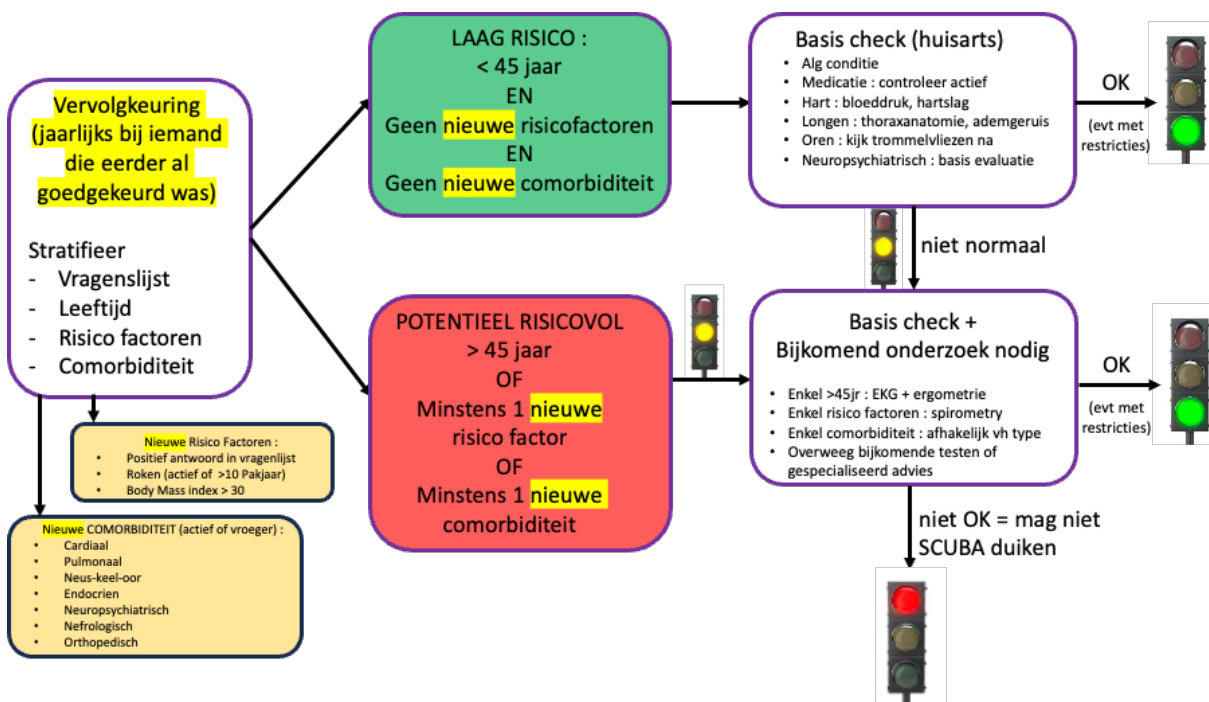 Vervolgkeuring
(jaarlijks bij iemand
die eerder al
goedgekeurd was)
Stratifieer
- Vragenslijst
- Leeftijd
- Risico factoren
- Comorbiditeit
Nieuwe Risico Factoren :
• Positief antwoord in vragenlijst
• Roken (actief of >10 Pakjaar)
• Body Mass index > 30
Nieuwe COMORBIDITEIT (actief of vroeger) :
• Cardiaal
• Pulmonaal
• Neus-keel-oor
• Endocrien
• Neuropsychiatrisch
• Nefrologisch
• Orthopedisch
LAAG RISICO :
< 45 jaar
EN
Geen nieuwe risicofactoren
EN
Geen nieuwe comorbiditeit
POTENTIEEL RISICOVOL
> 45 jaar
OF
Minstens 1 nieuwe
risico factor
OF
Minstens 1 nieuwe
comorbiditeit
Basis check (huisarts)
• Alg conditie
• Medicatie : controleer actief
• Hart : bloeddruk, hartslag
• Longen : thoraxanatomie, ademgeruis
• Oren : kijk trommelvliezen na
• Neuropsychiatrisch : basis evaluatie
OK
(evt met
restricties)
niet normaal
Basis check +
Bijkomend onderzoek nodig
• Enkel >45jr : EKG + ergometrie
• Enkel risico factoren : spirometry
• Enkel comorbiditeit : afhakelijk vh type
• Overweeg bijkomende testen of
gespecialiseerd advies
OK
(evt met
restricties)
niet OK = mag niet
SCUBA duiken